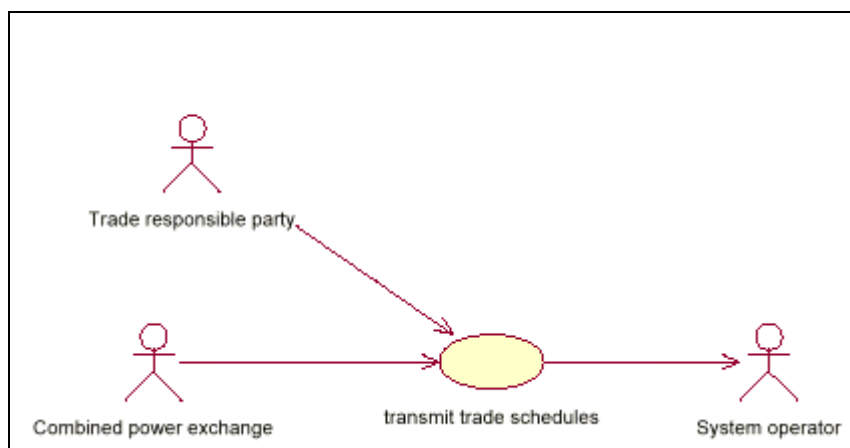 Trade responsible party
Combined power exchange
transmit trade schedules
System operator